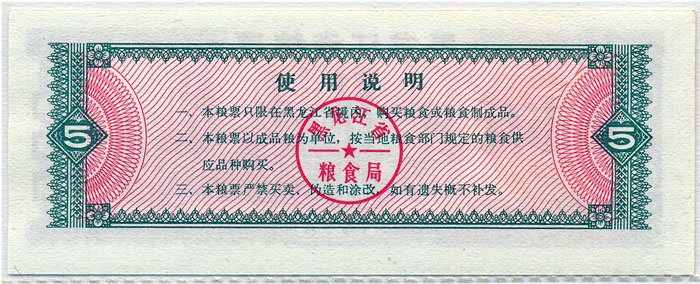 使用说明
一、本粮票只限在黑龙江省境内，购买粮食或粮食制成品。
二、本粮票以成品粮为单位，按当地粮食部门规定的粮食供
应品种购买。
三、本粮票严禁买卖、伪造和涂改，如有遗失概不补发。
黑龙江省
粮食局
5
5